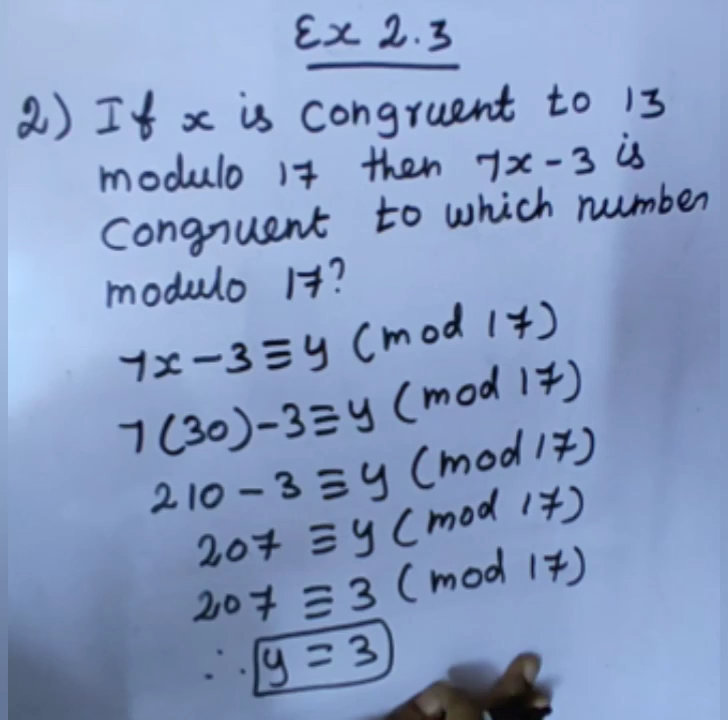 Ex 2.3
2) If x is congruent to 13
modulo 17 then 7x-3 is
congruent to which number
modulo 17?
7x-3≡y (mod 17)
7(30)-3≡y (mod 17)
210-3≡y (mod 17)
207 ≡y (mod 17)
207 ≡3 (mod 17)
∴ y = 3